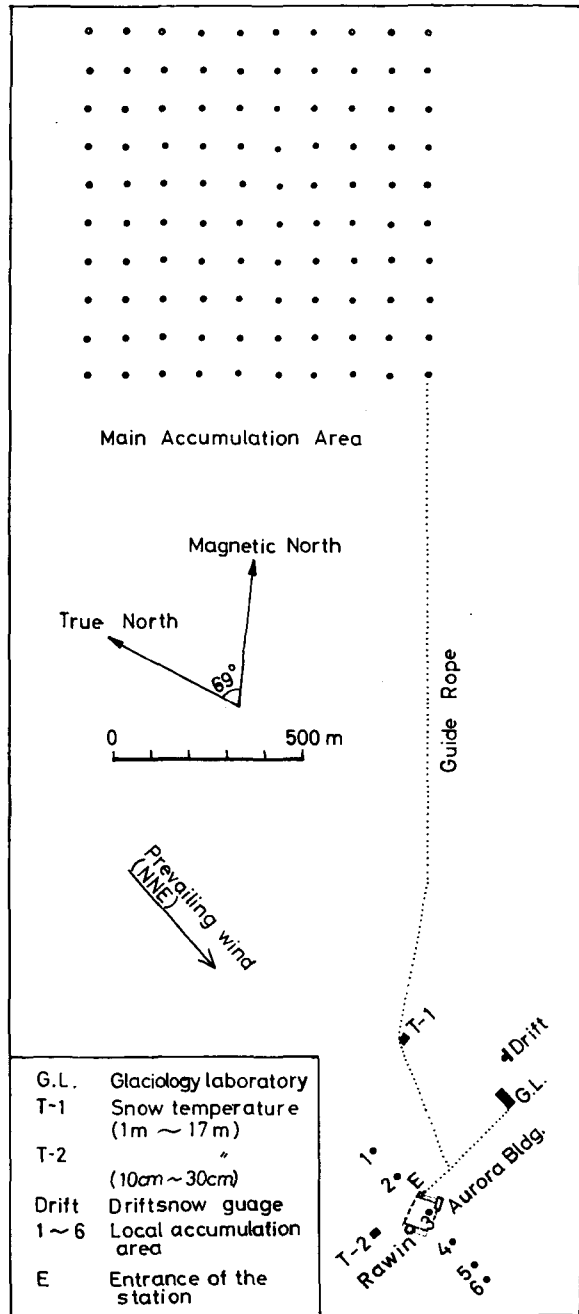 Main Accumulation Area
Magnetic North
True North
69°
0 500 m
Guide Rope
Prevailing wind
(NNE)
T-1
Drift
G.L.
1
2
E
Aurora Bldg.
3
T-2
Rawin
4
5
6
G.L. Glaciology laboratory
T-1 Snow temperature
(1m ~ 17m)
T-2 "
(10cm ~ 30cm)
Drift Driftsnow guage
1 ~ 6 Local accumulation
area
E Entrance of the
station